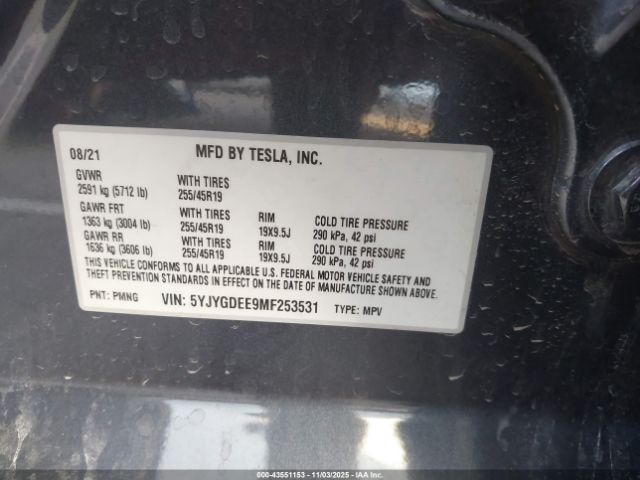 08/21 MFD BY TESLA, INC.
GVWR
2591 kg (5712 lb) WITH TIRES 255/45R19
GAWR FRT
1363 kg (3004 lb) WITH TIRES 255/45R19 RIM 19X9.5J COLD TIRE PRESSURE 290 kPa, 42 psi
GAWR RR
1636 kg (3606 lb) WITH TIRES 255/45R19 RIM 19X9.5J COLD TIRE PRESSURE 290 kPa, 42 psi
THIS VEHICLE CONFORMS TO ALL APPLICABLE U.S. FEDERAL MOTOR VEHICLE SAFETY AND
THEFT PREVENTION STANDARDS IN EFFECT ON THE DATE OF MANUFACTURE SHOWN ABOVE.
PNT: PMNG VIN: 5YJYGDEE9MF253531 TYPE: MPV
000-43551153 - 11/03/2025 - IAA Inc.